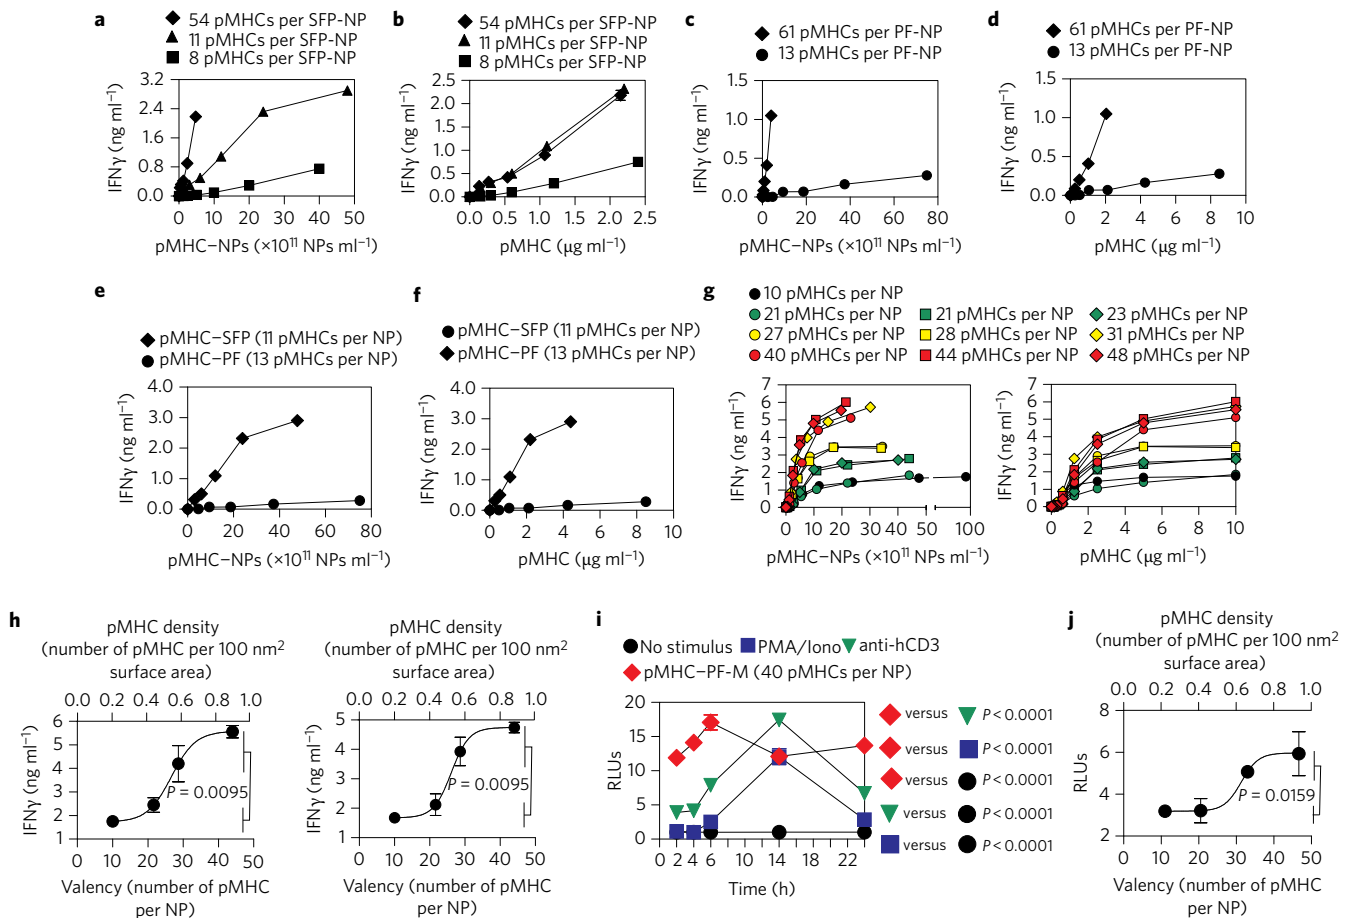 a
54 pMHCs per SFP-NP
11 pMHCs per SFP-NP
8 pMHCs per SFP-NP
IFNγ (ng ml⁻¹)
3.2
2.4
1.6
0.8
0.0
0 10 20 30 40 50
pMHC–NPs (×10¹¹ NPs ml⁻¹)
b
54 pMHCs per SFP-NP
11 pMHCs per SFP-NP
8 pMHCs per SFP-NP
IFNγ (ng ml⁻¹)
2.5
2.0
1.5
1.0
0.5
0.0
0.0 0.6 1.2 1.8 2.4
pMHC (μg ml⁻¹)
c
61 pMHCs per PF-NP
13 pMHCs per PF-NP
IFNγ (ng ml⁻¹)
1.5
1.0
0.5
0.0
0 20 40 60 80
pMHC–NPs (×10¹¹ NPs ml⁻¹)
d
61 pMHCs per PF-NP
13 pMHCs per PF-NP
IFNγ (ng ml⁻¹)
1.5
1.0
0.5
0.0
0 2 4 6 8 10
pMHC (μg ml⁻¹)
e
pMHC–SFP (11 pMHCs per NP)
pMHC–PF (13 pMHCs per NP)
IFNγ (ng ml⁻¹)
4.0
3.0
2.0
1.0
0.0
0 20 40 60 80
pMHC–NPs (×10¹¹ NPs ml⁻¹)
f
pMHC–SFP (11 pMHCs per NP)
pMHC–PF (13 pMHCs per NP)
IFNγ (ng ml⁻¹)
4.0
3.0
2.0
1.0
0.0
0 2 4 6 8 10
pMHC (μg ml⁻¹)
g
10 pMHCs per NP
21 pMHCs per NP 21 pMHCs per NP 23 pMHCs per NP
27 pMHCs per NP 28 pMHCs per NP 31 pMHCs per NP
40 pMHCs per NP 44 pMHCs per NP 48 pMHCs per NP
IFNγ (ng ml⁻¹)
7
6
5
4
3
2
1
0
0 10 20 30 40 50 100
pMHC–NPs (×10¹¹ NPs ml⁻¹)
IFNγ (ng ml⁻¹)
7
6
5
4
3
2
1
0
0 2 4 6 8 10
pMHC (μg ml⁻¹)
h
pMHC density
(number of pMHC per 100 nm²
surface area)
0.0 0.2 0.4 0.6 0.8 1.0
IFNγ (ng ml⁻¹)
6
5
4
3
2
1
P = 0.0095
0 10 20 30 40 50
Valency (number of pMHC
per NP)
pMHC density
(number of pMHC per 100 nm²
surface area)
0.0 0.2 0.4 0.6 0.8 1.0
IFNγ (ng ml⁻¹)
5
4
3
2
1
P = 0.0095
0 10 20 30 40 50
Valency (number of pMHC
per NP)
i
No stimulus PMA/Iono anti-hCD3
pMHC–PF-M (40 pMHCs per NP)
RLUs
20
15
10
5
0
0 2 4 6 10 14 18 22
Time (h)
versus P < 0.0001
versus P < 0.0001
versus P < 0.0001
versus P < 0.0001
versus P < 0.0001
j
pMHC density
(number of pMHC per 100 nm²
surface area)
0.0 0.2 0.4 0.6 0.8 1.0
RLUs
8
6
4
2
P = 0.0159
0 10 20 30 40 50
Valency (number of pMHC
per NP)